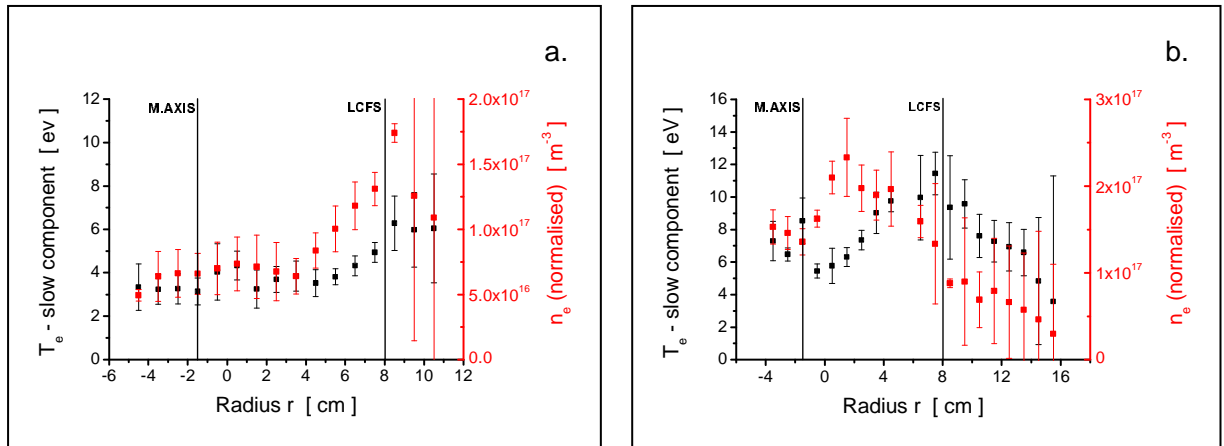 a.
M.AXIS
LCFS
T_e - slow component [ ev ]
12
10
8
6
4
2
0
2.0x10^17
1.5x10^17
1.0x10^17
5.0x10^16
0.0
n_e (normalised) [ m^-3 ]
-6 -4 -2 0 2 4 6 8 10 12
Radius r [ cm ]
b.
M.AXIS
LCFS
T_e - slow component [ eV ]
16
14
12
10
8
6
4
2
0
3x10^17
2x10^17
1x10^17
0
n_e (normalised) [ m^-3 ]
-4 0 4 8 12 16
Radius r [ cm ]